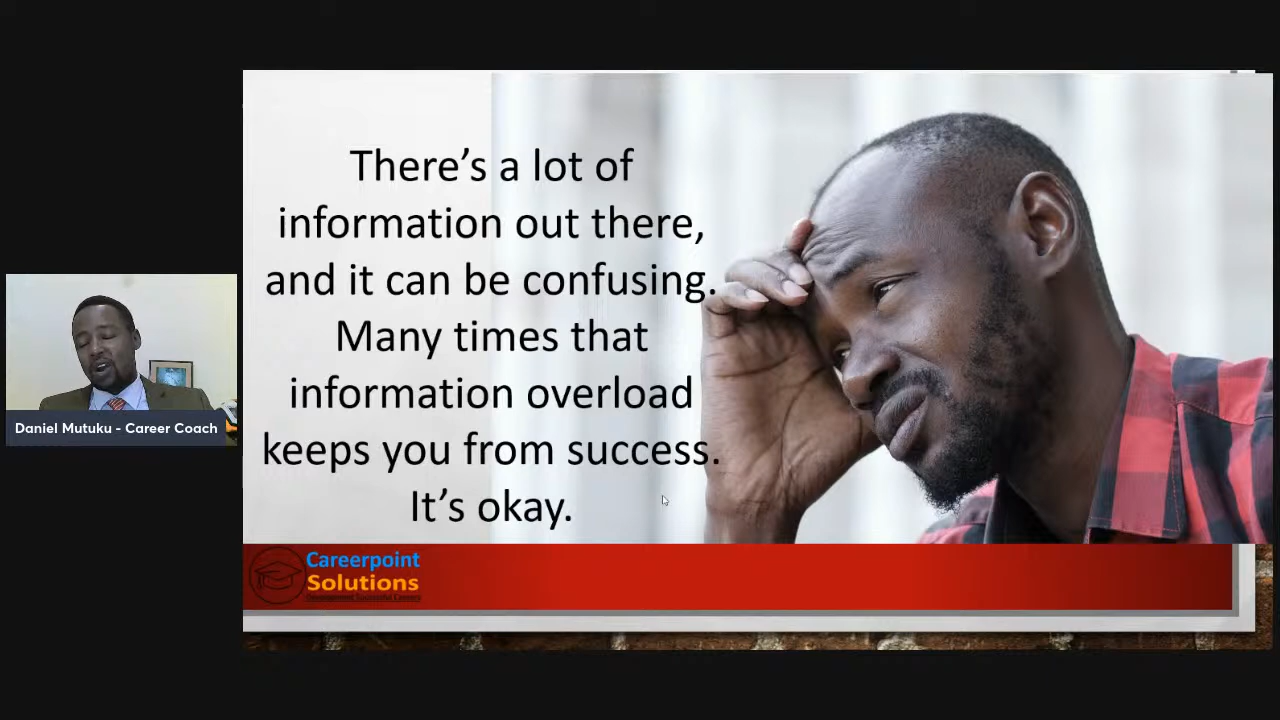 There’s a lot of
information out there,
and it can be confusing.
Many times that
information overload
keeps you from success.
It’s okay.
Daniel Mutuku - Career Coach
Careerpoint
Solutions